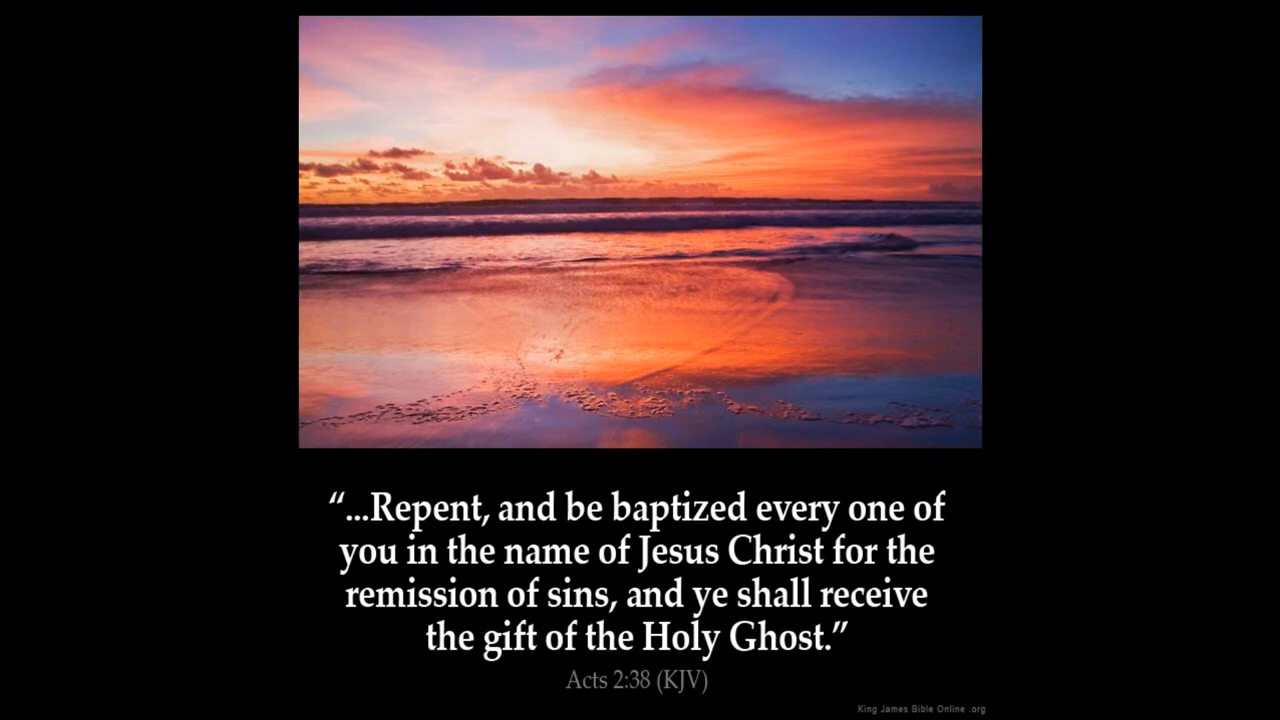 “...Repent, and be baptized every one of
you in the name of Jesus Christ for the
remission of sins, and ye shall receive
the gift of the Holy Ghost.”
Acts 2:38 (KJV)
King James Bible Online .org